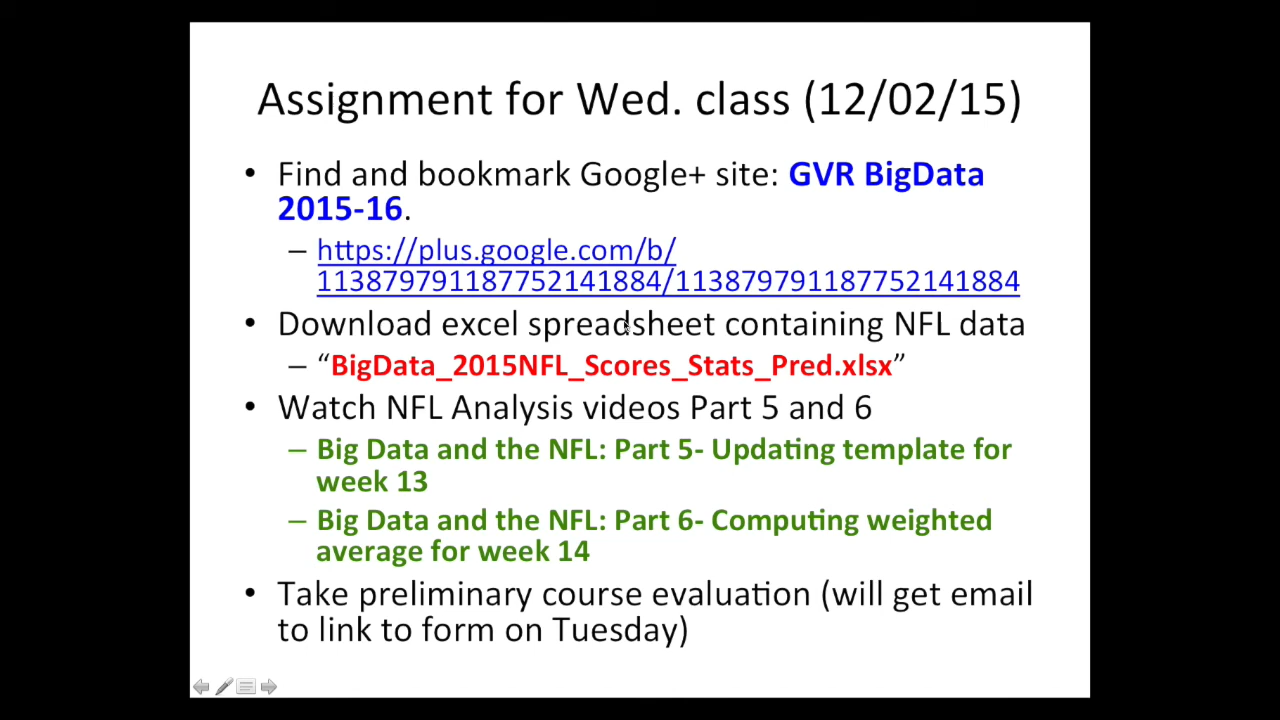 Assignment for Wed. class (12/02/15)
• Find and bookmark Google+ site: GVR BigData
2015-16.
– https://plus.google.com/b/
113879791187752141884/113879791187752141884
• Download excel spreadsheet containing NFL data
– “BigData_2015NFL_Scores_Stats_Pred.xlsx”
• Watch NFL Analysis videos Part 5 and 6
– Big Data and the NFL: Part 5- Updating template for
week 13
– Big Data and the NFL: Part 6- Computing weighted
average for week 14
• Take preliminary course evaluation (will get email
to link to form on Tuesday)